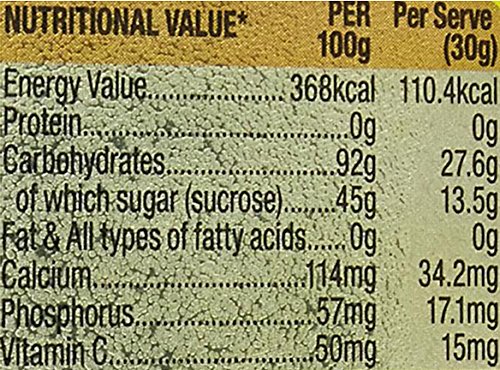 NUTRITIONAL VALUE* PER Per Serve
100g (30g)
Energy Value............... 368kcal 110.4kcal
Protein.............................0g 0g
Carbohydrates.................92g 27.6g
of which sugar (sucrose)......45g 13.5g
Fat & All types of fatty acids......0g 0g
Calcium.......................114mg 34.2mg
Phosphorus..................57mg 17.1mg
Vitamin C.....................50mg 15mg